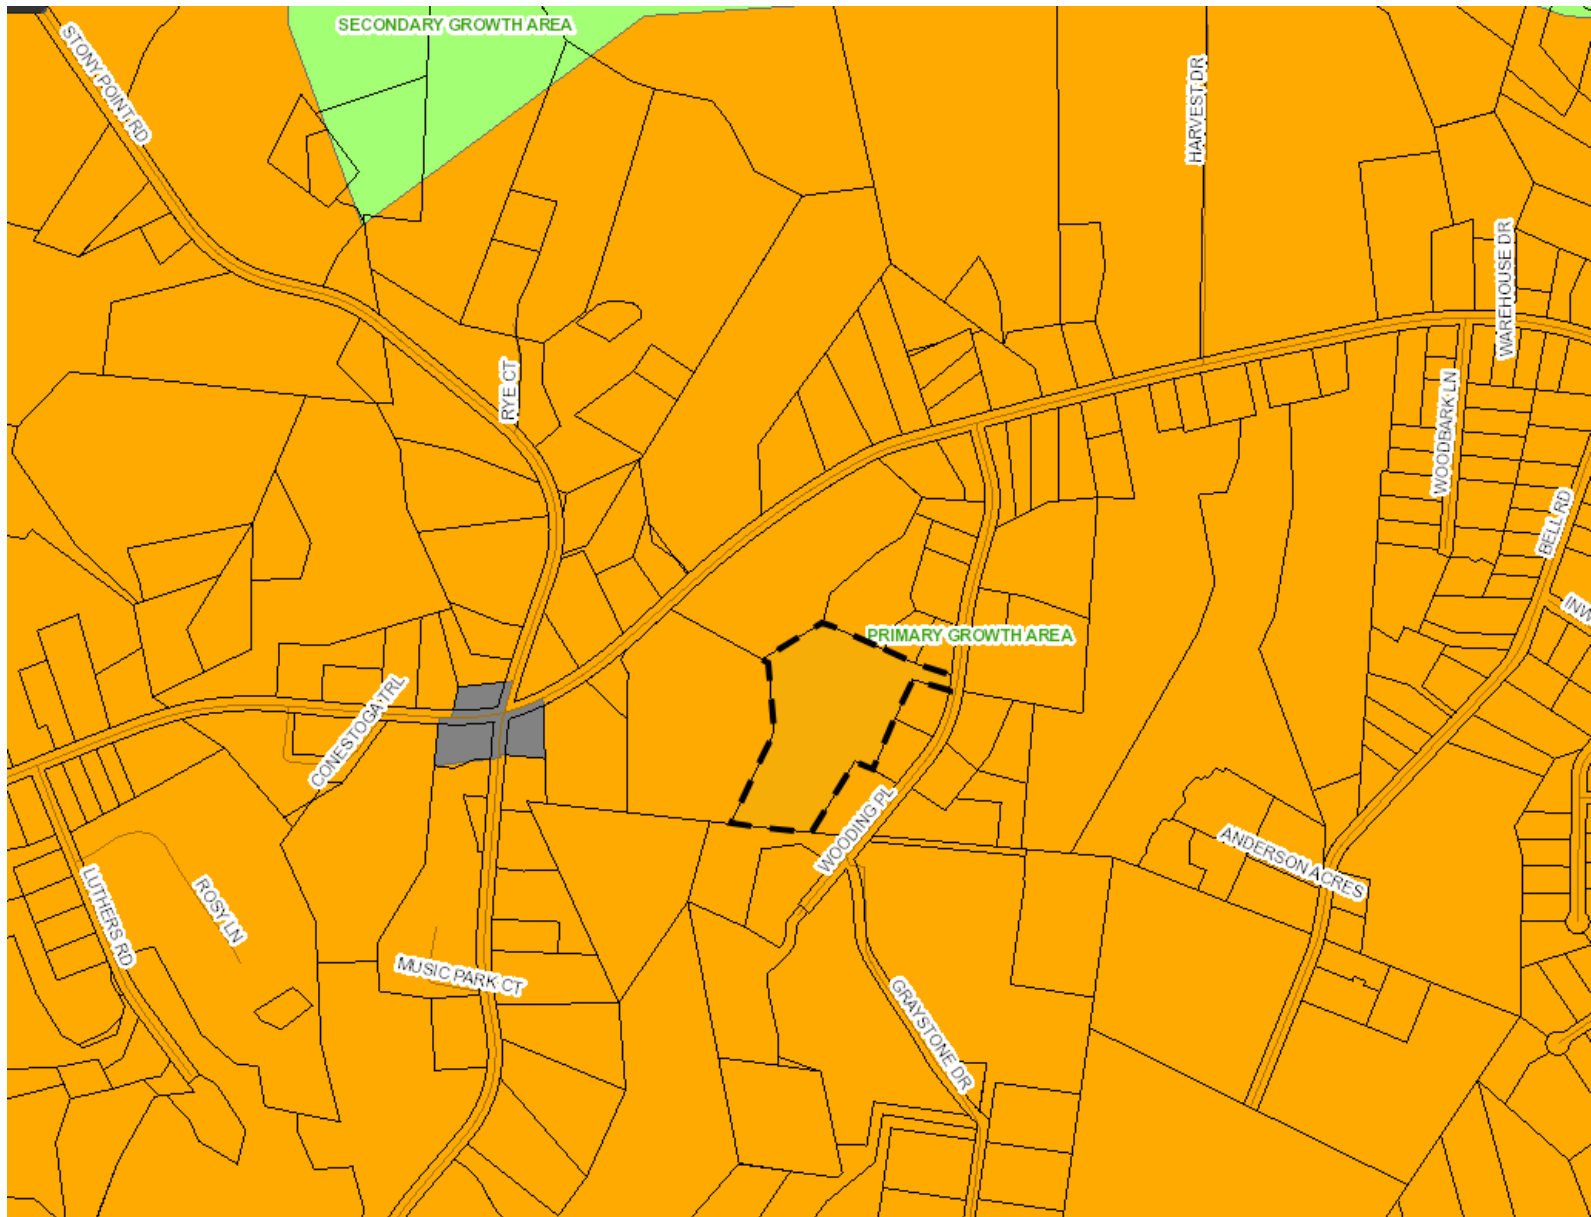 SECONDARY GROWTH AREA
STONY POINT RD
HARVEST DR
WAREHOUSE DR
RYE CT
WOODBARK LN
BELL RD
INW
PRIMARY GROWTH AREA
CONESTOGA TRL
WOODING PL
ANDERSON ACRES
LUTHERS RD
ROSY LN
MUSIC PARK CT
GRAYSTONE DR